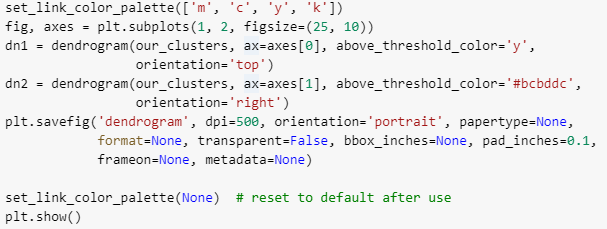 set_link_color_palette(['m', 'c', 'y', 'k'])
fig, axes = plt.subplots(1, 2, figsize=(25, 10))
dn1 = dendrogram(our_clusters, ax=axes[0], above_threshold_color='y',
                 orientation='top')
dn2 = dendrogram(our_clusters, ax=axes[1], above_threshold_color='#bcbddc',
                 orientation='right')
plt.savefig('dendrogram', dpi=500, orientation='portrait', papertype=None,
            format=None, transparent=False, bbox_inches=None, pad_inches=0.1,
            frameon=None, metadata=None)

set_link_color_palette(None)  # reset to default after use
plt.show()